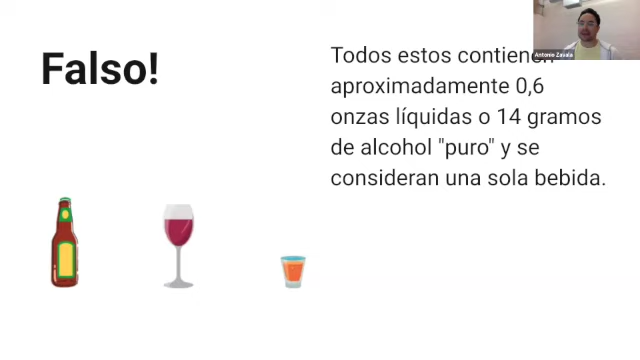 Falso!
Todos estos contienen
aproximadamente 0,6
onzas líquidas o 14 gramos
de alcohol "puro" y se
consideran una sola bebida.
Antonio Zavala